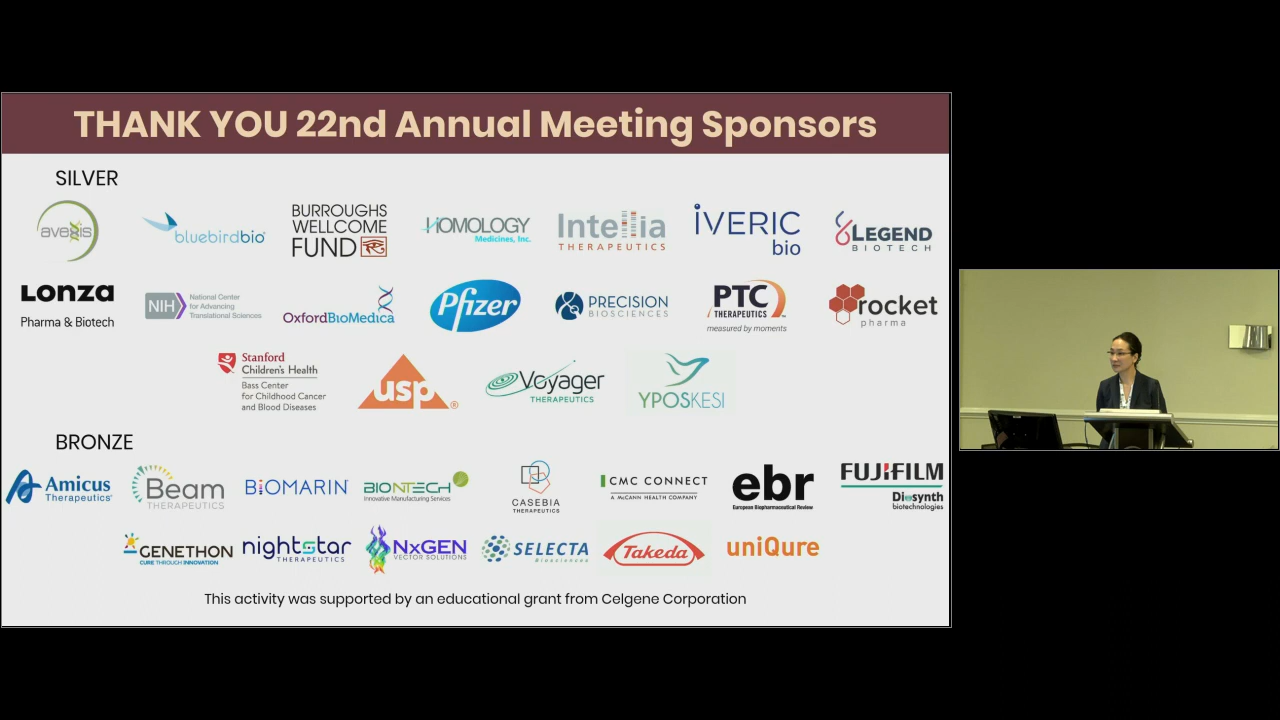 THANK YOU 22nd Annual Meeting Sponsors
SILVER
avexis
bluebirdbio
BURROUGHS
WELLCOME
FUND
HOMOLOGY
Medicines, Inc.
Intellia
THERAPEUTICS
iVERIC
bio
LEGEND
BIOTECH
Lonza
Pharma & Biotech
NIH
National Center
for Advancing
Translational Sciences
OxfordBioMedica
Pfizer
PRECISION
BIOSCIENCES
PTC
THERAPEUTICS
measured by moments
rocket
pharma
Stanford
Children's Health
Bass Center
for Childhood Cancer
and Blood Diseases
usp®
Voyager
THERAPEUTICS
YPOSKESI
BRONZE
Amicus
Therapeutics®
Beam
THERAPEUTICS
BIOMARIN
BIONTECH
Innovative Manufacturing Services
CASEBIA
THERAPEUTICS
CMC CONNECT
A McCANN HEALTH COMPANY
ebr
European Biopharmaceutical Review
FUJIFILM
Diosynth
biotechnologies
GENETHON
CURE THROUGH INNOVATION
nightstar
THERAPEUTICS
NxGEN
VECTOR SOLUTIONS
SELECTA
Biosciences
Takeda
uniQure
This activity was supported by an educational grant from Celgene Corporation